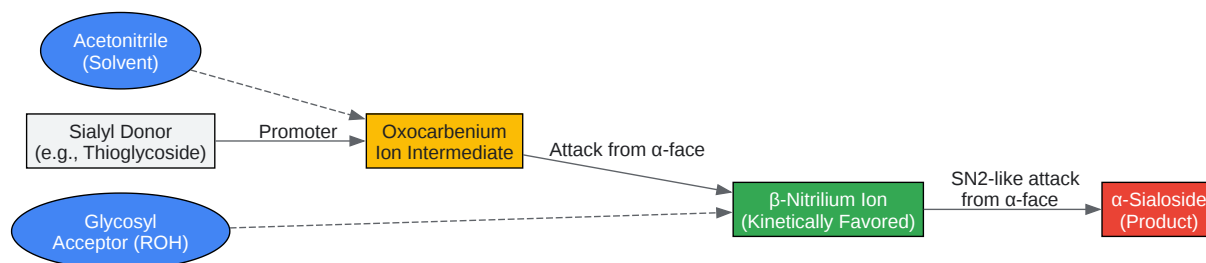 Acetonitrile
(Solvent)
Sialyl Donor
(e.g., Thioglycoside)
Promoter
Oxocarbenium
Ion Intermediate
Attack from α-face
Glycosyl
Acceptor (ROH)
β-Nitrilium Ion
(Kinetically Favored)
SN2-like attack
from α-face
α-Sialoside
(Product)